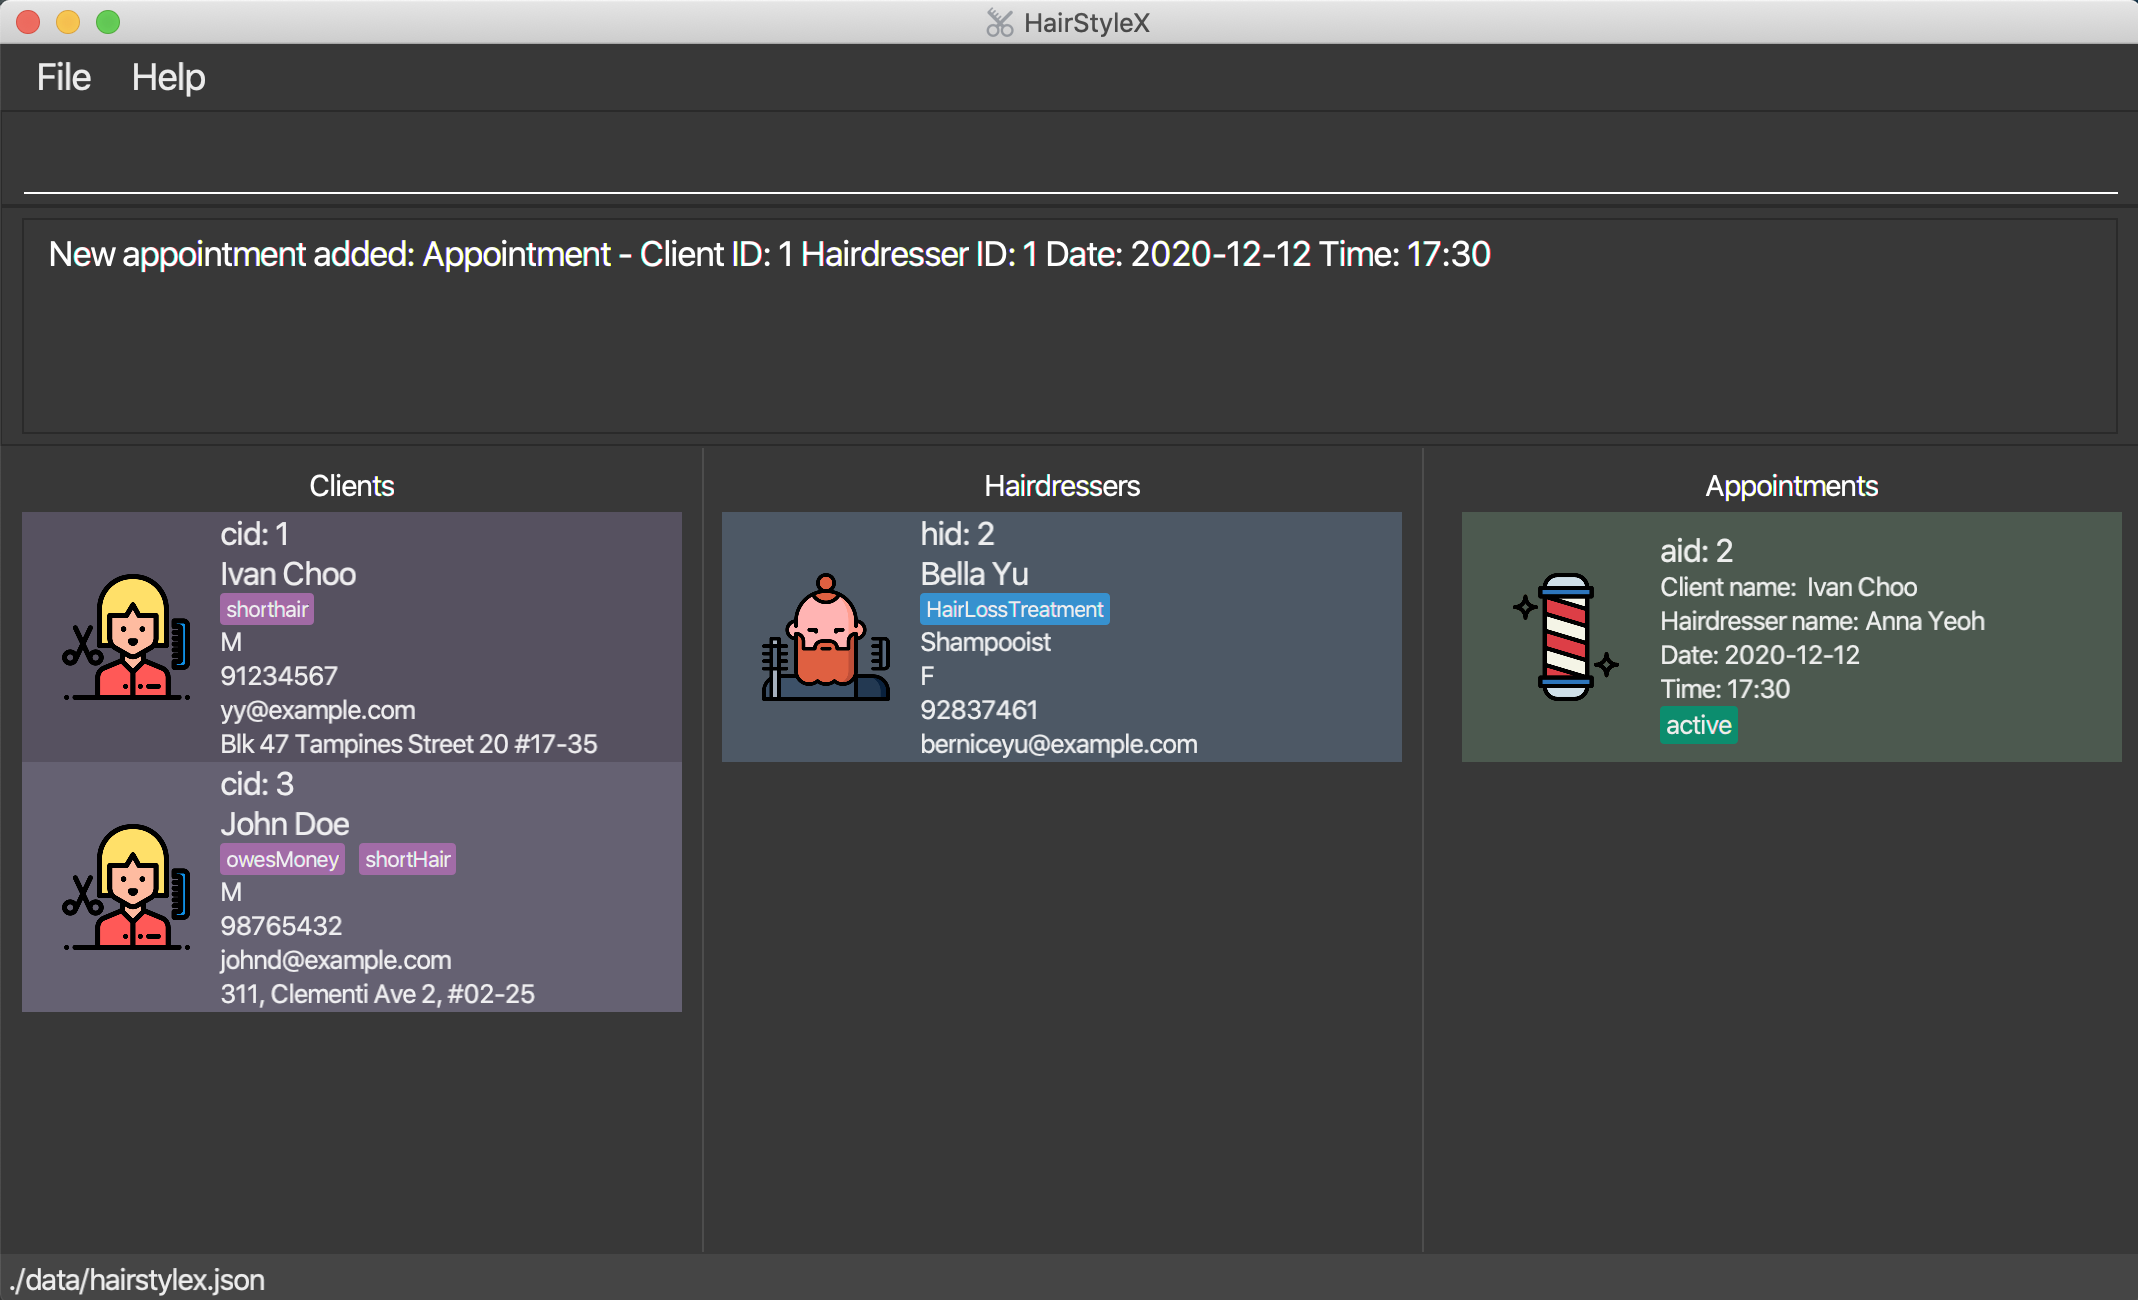 HairStyleX
File Help
New appointment added: Appointment - Client ID: 1 Hairdresser ID: 1 Date: 2020-12-12 Time: 17:30
Clients
cid: 1
Ivan Choo
shorthair
M
91234567
yy@example.com
Blk 47 Tampines Street 20 #17-35
cid: 3
John Doe
owesMoney shortHair
M
98765432
johnd@example.com
311, Clementi Ave 2, #02-25
Hairdressers
hid: 2
Bella Yu
HairLossTreatment
Shampooist
F
92837461
berniceyu@example.com
Appointments
aid: 2
Client name: Ivan Choo
Hairdresser name: Anna Yeoh
Date: 2020-12-12
Time: 17:30
active
./data/hairstylex.json